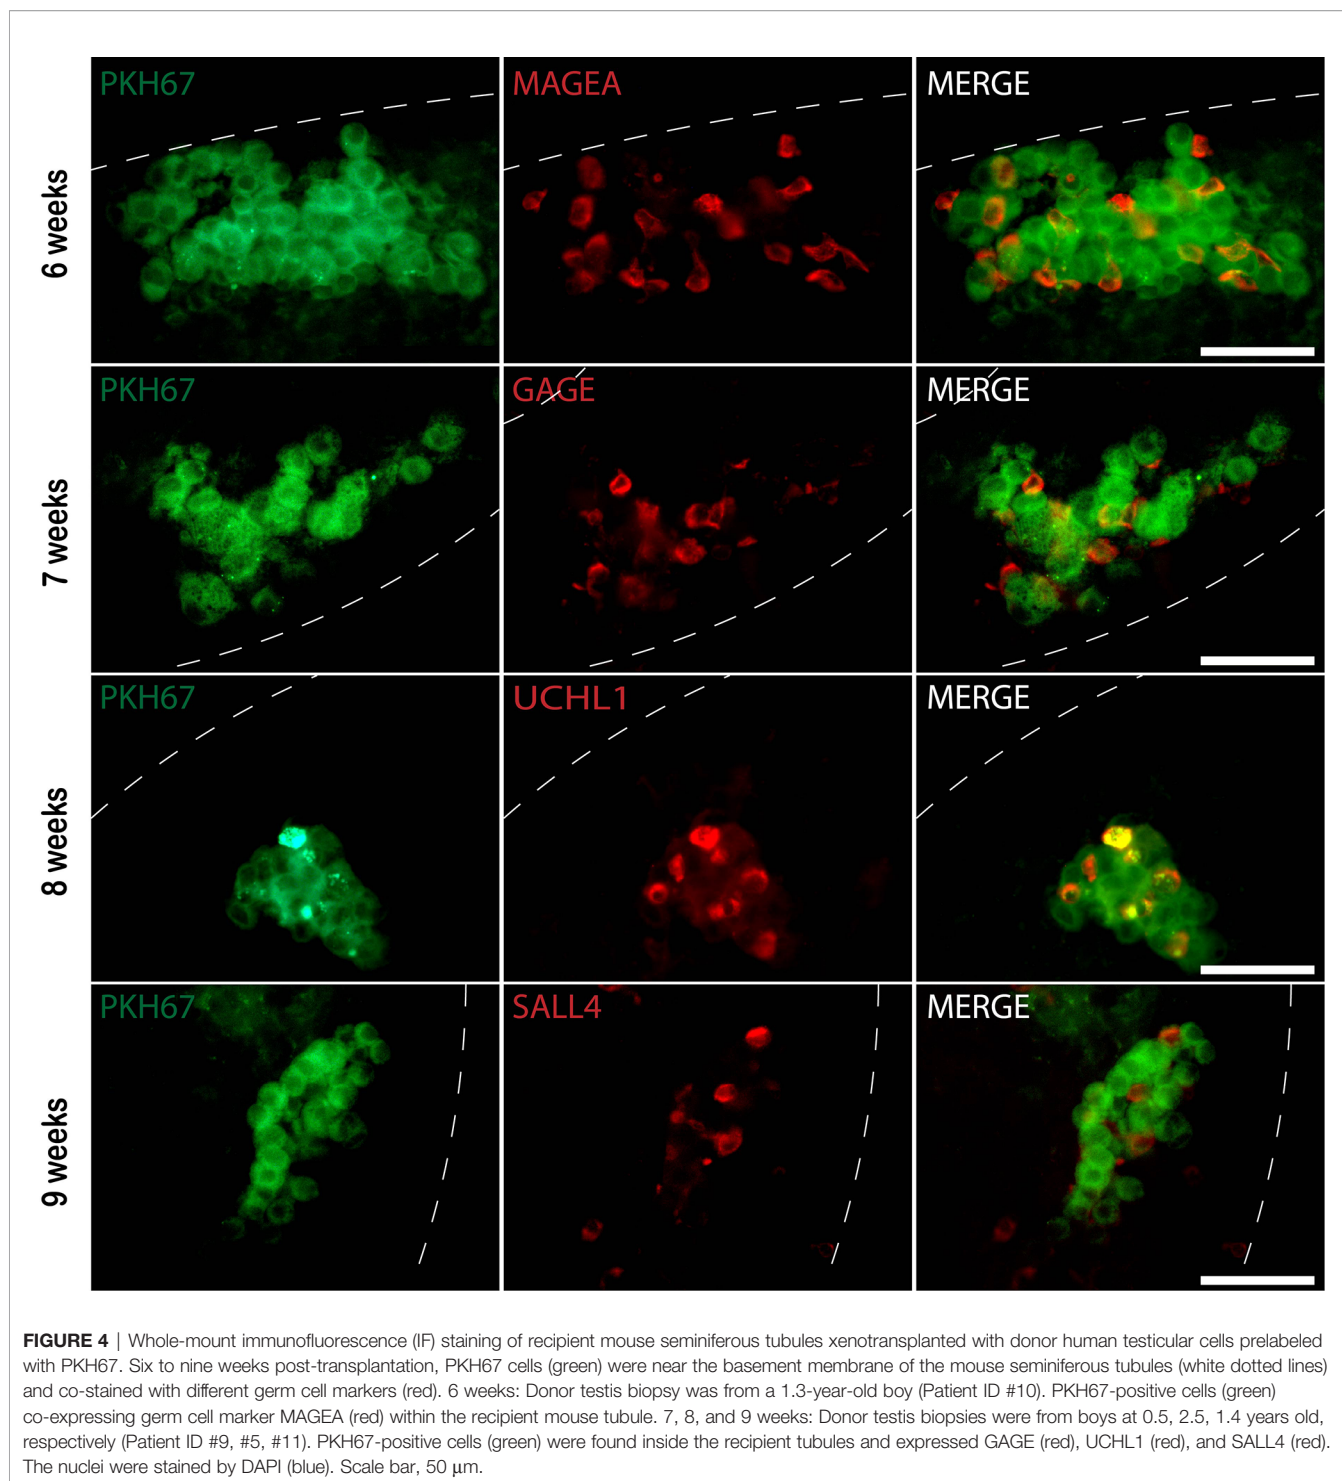 PKH67 MAGEA MERGE
6 weeks
PKH67 GAGE MERGE
7 weeks
PKH67 UCHL1 MERGE
8 weeks
PKH67 SALL4 MERGE
9 weeks
FIGURE 4 | Whole-mount immunofluorescence (IF) staining of recipient mouse seminiferous tubules xenotransplanted with donor human testicular cells prelabeled
with PKH67. Six to nine weeks post-transplantation, PKH67 cells (green) were near the basement membrane of the mouse seminiferous tubules (white dotted lines)
and co-stained with different germ cell markers (red). 6 weeks: Donor testis biopsy was from a 1.3-year-old boy (Patient ID #10). PKH67-positive cells (green)
co-expressing germ cell marker MAGEA (red) within the recipient mouse tubule. 7, 8, and 9 weeks: Donor testis biopsies were from boys at 0.5, 2.5, 1.4 years old,
respectively (Patient ID #9, #5, #11). PKH67-positive cells (green) were found inside the recipient tubules and expressed GAGE (red), UCHL1 (red), and SALL4 (red).
The nuclei were stained by DAPI (blue). Scale bar, 50 μm.